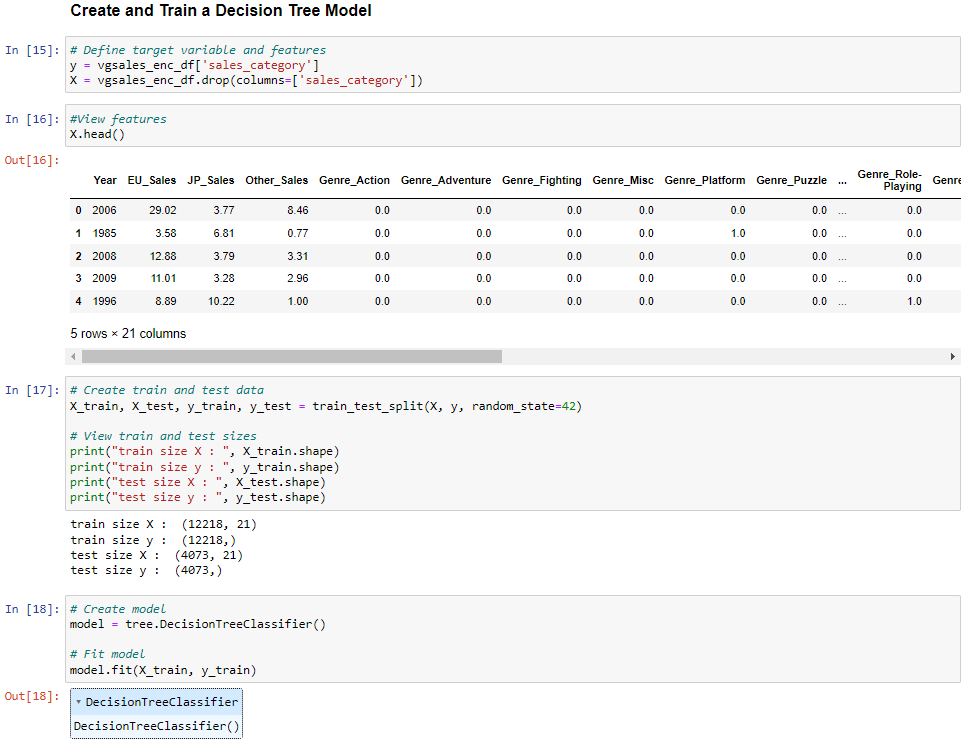 Create and Train a Decision Tree Model
In [15]: # Define target variable and features
y = vgsales_enc_df['sales_category']
X = vgsales_enc_df.drop(columns=['sales_category'])
In [16]: #View features
X.head()
Out[16]:
Year EU_Sales JP_Sales Other_Sales Genre_Action Genre_Adventure Genre_Fighting Genre_Misc Genre_Platform Genre_Puzzle ... Genre_Role-Playing Genre
0 2006 29.02 3.77 8.46 0.0 0.0 0.0 0.0 0.0 0.0 ... 0.0
1 1985 3.58 6.81 0.77 0.0 0.0 0.0 0.0 1.0 0.0 ... 0.0
2 2008 12.88 3.79 3.31 0.0 0.0 0.0 0.0 0.0 0.0 ... 0.0
3 2009 11.01 3.28 2.96 0.0 0.0 0.0 0.0 0.0 0.0 ... 0.0
4 1996 8.89 10.22 1.00 0.0 0.0 0.0 0.0 0.0 0.0 ... 1.0
5 rows × 21 columns
In [17]: # Create train and test data
X_train, X_test, y_train, y_test = train_test_split(X, y, random_state=42)
# View train and test sizes
print("train size X : ", X_train.shape)
print("train size y : ", y_train.shape)
print("test size X : ", X_test.shape)
print("test size y : ", y_test.shape)
train size X :  (12218, 21)
train size y :  (12218,)
test size X :  (4073, 21)
test size y :  (4073,)
In [18]: # Create model
model = tree.DecisionTreeClassifier()
# Fit model
model.fit(X_train, y_train)
Out[18]: ▾ DecisionTreeClassifier
DecisionTreeClassifier()